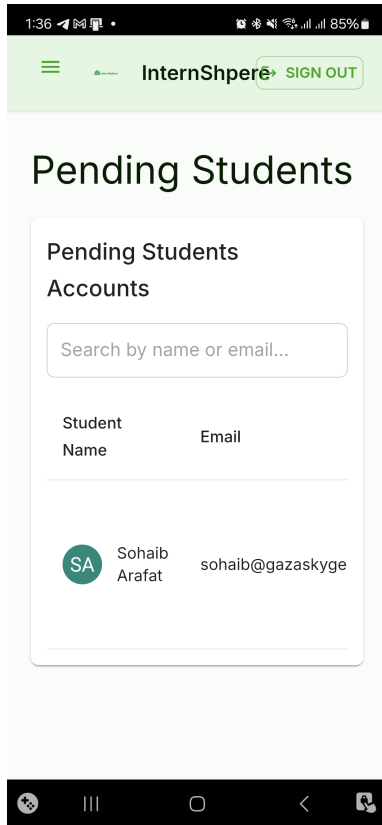 1:36
85%
InternShpere
SIGN OUT
Pending Students
Pending Students
Accounts
Search by name or email...
Student
Name
Email
SA
Sohaib
Arafat
sohaib@gazaskyge